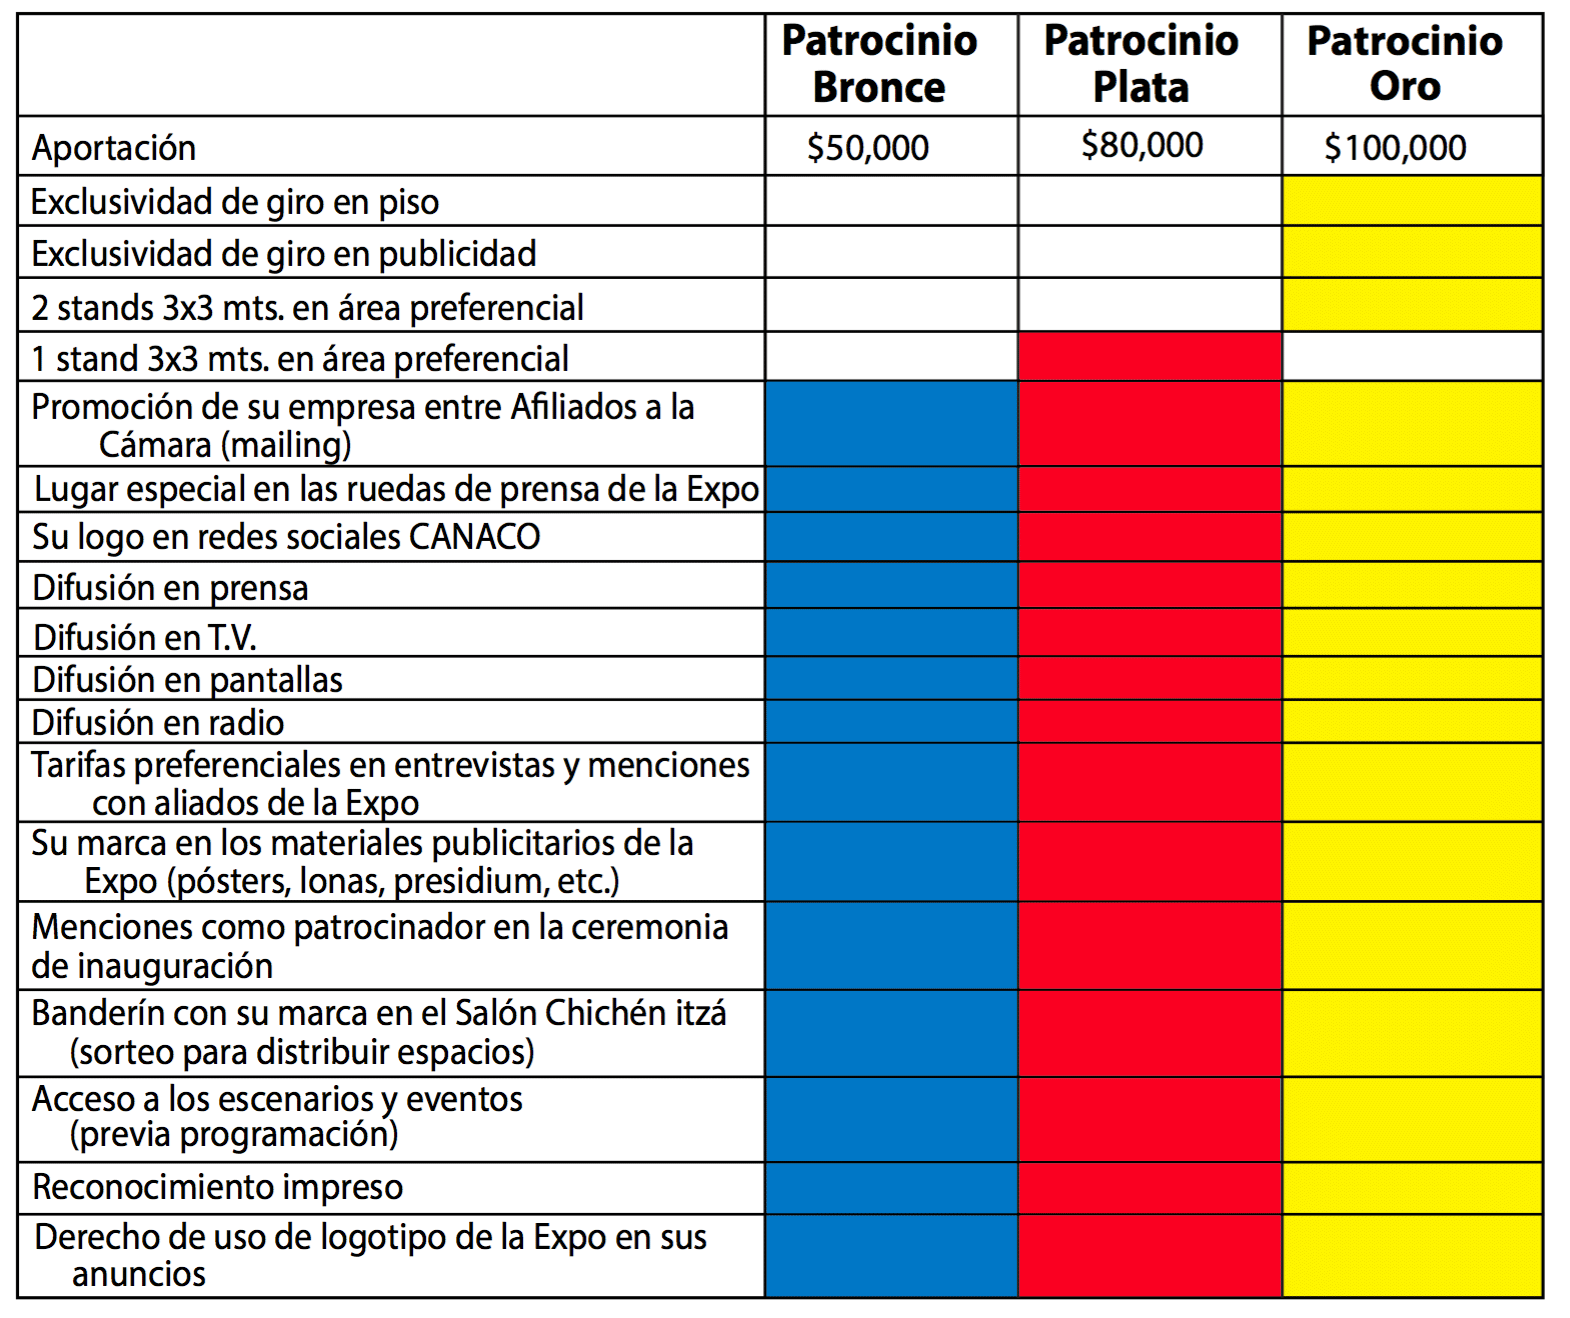 Patrocinio Bronce
Patrocinio Plata
Patrocinio Oro
Aportación $50,000 $80,000 $100,000
Exclusividad de giro en piso
Exclusividad de giro en publicidad
2 stands 3x3 mts. en área preferencial
1 stand 3x3 mts. en área preferencial
Promoción de su empresa entre Afiliados a la
Cámara (mailing)
Lugar especial en las ruedas de prensa de la Expo
Su logo en redes sociales CANACO
Difusión en prensa
Difusión en T.V.
Difusión en pantallas
Difusión en radio
Tarifas preferenciales en entrevistas y menciones
con aliados de la Expo
Su marca en los materiales publicitarios de la
Expo (pósters, lonas, presidium, etc.)
Menciones como patrocinador en la ceremonia
de inauguración
Banderín con su marca en el Salón Chichén itzá
(sorteo para distribuir espacios)
Acceso a los escenarios y eventos
(previa programación)
Reconocimiento impreso
Derecho de uso de logotipo de la Expo en sus
anuncios